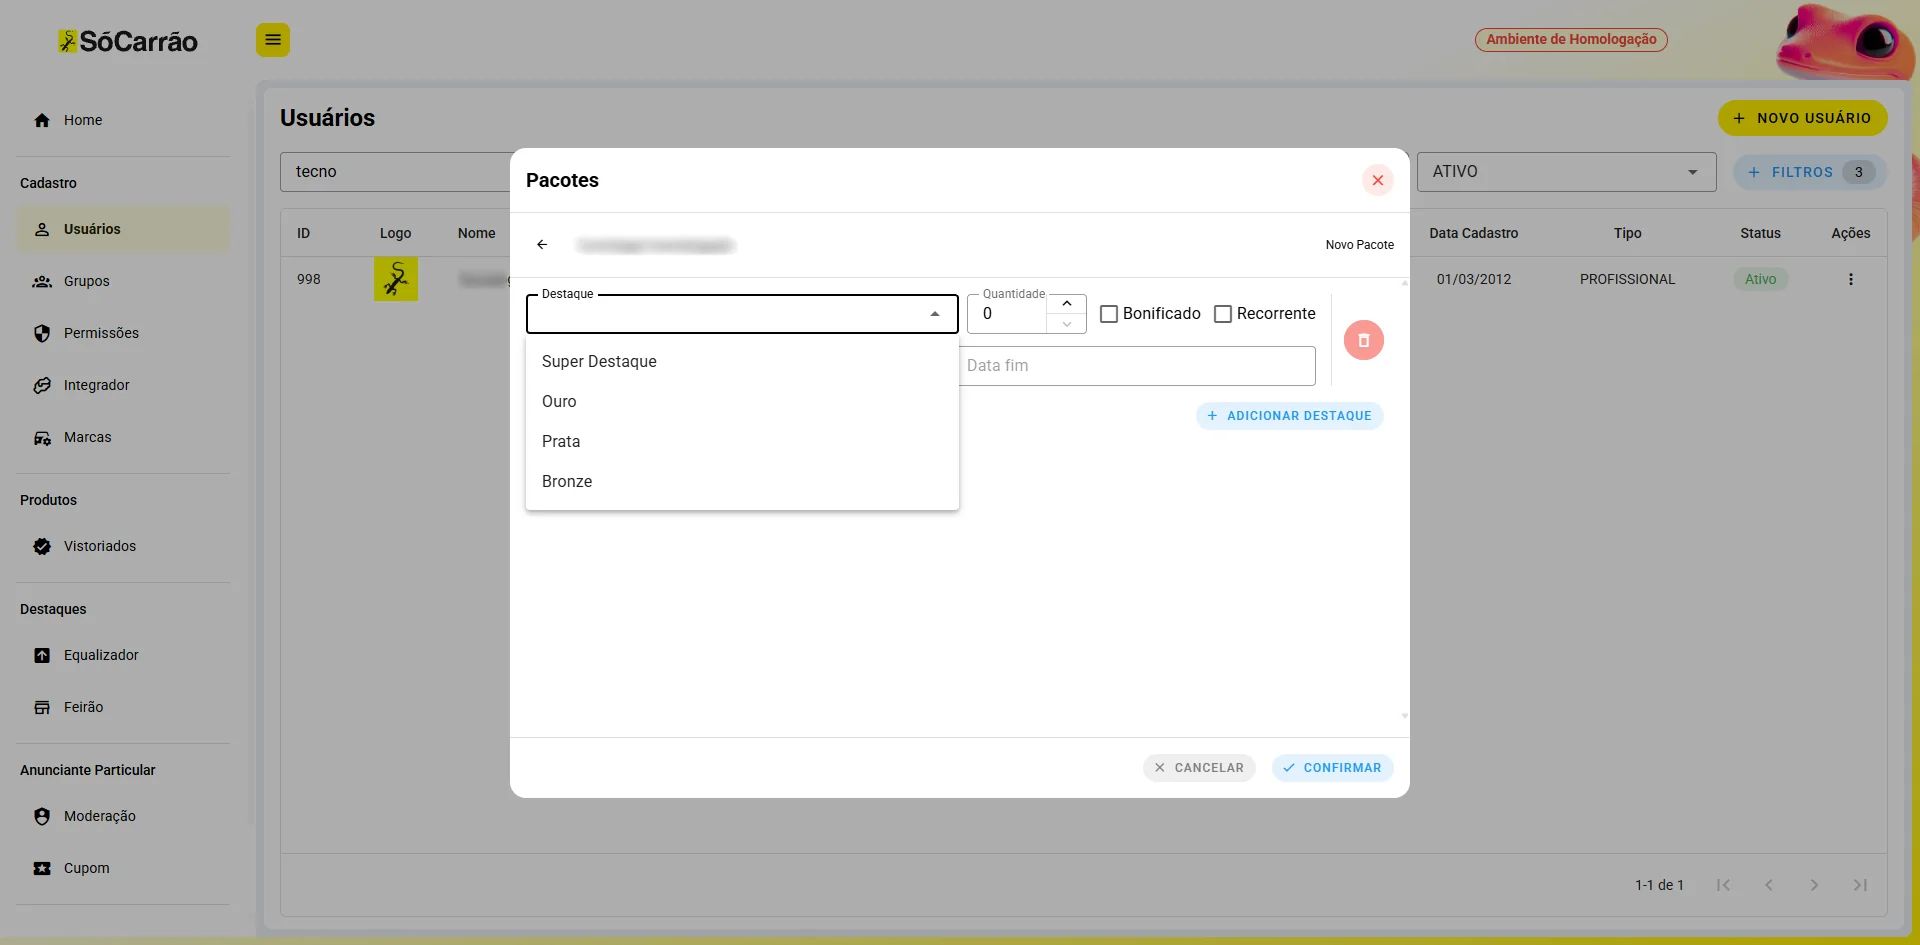 SóCarrão
Ambiente de Homologação
Home
Cadastro
Usuários
Grupos
Permissões
Integrador
Marcas
Produtos
Vistoriados
Destaques
Equalizador
Feirão
Anunciante Particular
Moderação
Cupom
Usuários
+ NOVO USUÁRIO
tecno
ATIVO
+ FILTROS 3
ID Logo Nome Data Cadastro Tipo Status Ações
998 01/03/2012 PROFISSIONAL Ativo
1-1 de 1
Pacotes
Novo Pacote
Destaque
Quantidade
0
Bonificado
Recorrente
Super Destaque
Ouro
Prata
Bronze
Data fim
+ ADICIONAR DESTAQUE
CANCELAR
CONFIRMAR